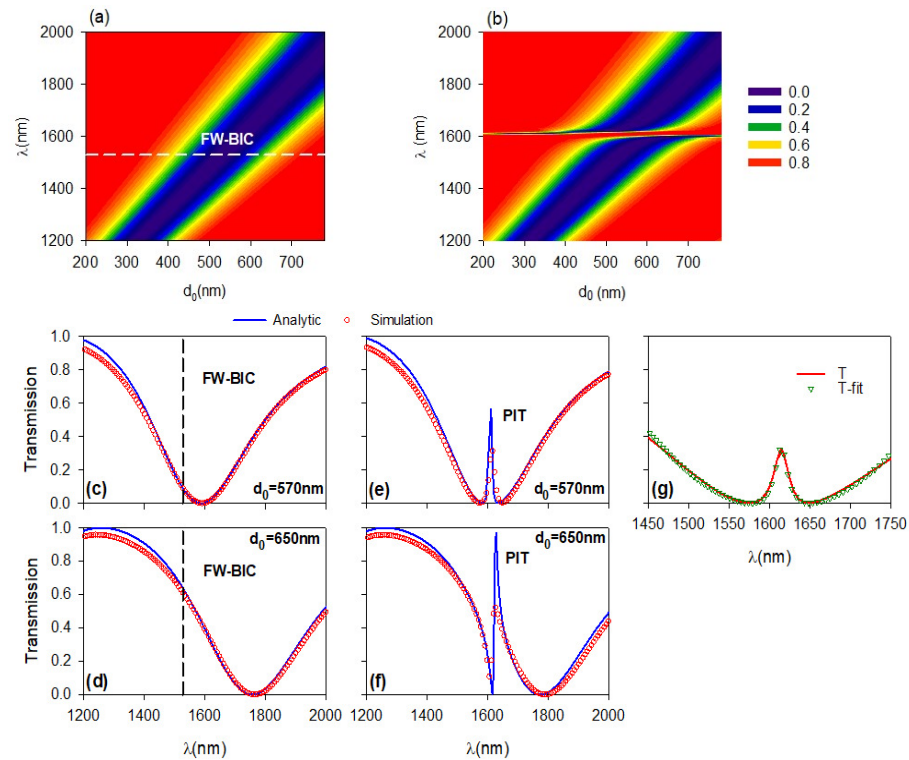 (a)
2000
1800
1600
1400
1200
λ(nm)
FW-BIC
200 300 400 500 600 700
d0(nm)
(b)
2000
1800
1600
1400
1200
λ (nm)
200 300 400 500 600 700
d0 (nm)
0.0
0.2
0.4
0.6
0.8
Analytic Simulation
1.0
0.8
0.6
0.4
0.2
0.0
Transmission
FW-BIC
(c) d0=570nm
PIT
(e) d0=570nm
T
T-fit
(g)
1450 1500 1550 1600 1650 1700 1750
λ(nm)
1.0
0.8
0.6
0.4
0.2
0.0
Transmission
d0=650nm
FW-BIC
(d)
1200 1400 1600 1800 2000
λ(nm)
d0=650nm
PIT
(f)
1200 1400 1600 1800 2000
λ(nm)